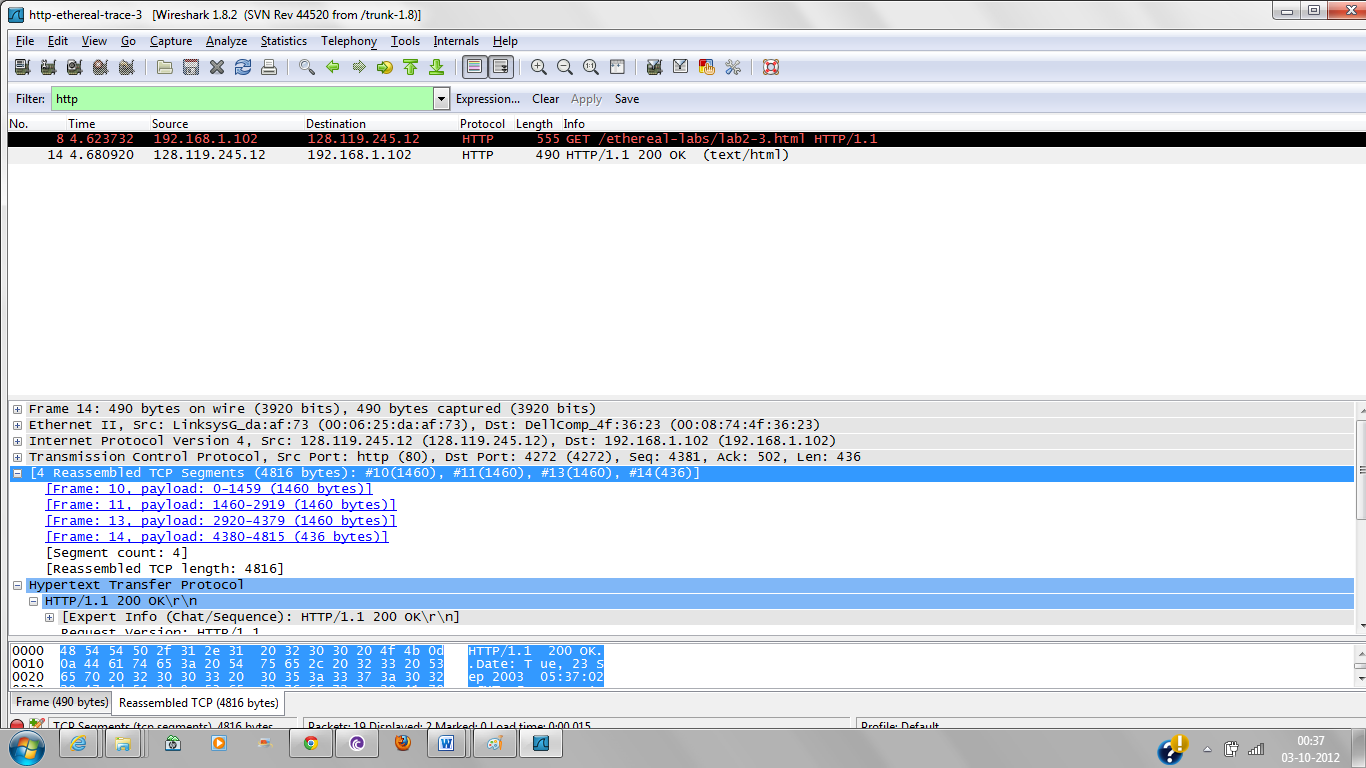 http-ethereal-trace-3 [Wireshark 1.8.2 (SVN Rev 44520 from /trunk-1.8)]
File Edit View Go Capture Analyze Statistics Telephony Tools Internals Help
Filter: http Expression... Clear Apply Save
No. Time Source Destination Protocol Length Info
8 4.623732 192.168.1.102 128.119.245.12 HTTP 555 GET /ethereal-labs/lab2-3.html HTTP/1.1
14 4.680920 128.119.245.12 192.168.1.102 HTTP 490 HTTP/1.1 200 OK (text/html)
Frame 14: 490 bytes on wire (3920 bits), 490 bytes captured (3920 bits)
Ethernet II, Src: LinksysG_da:af:73 (00:06:25:da:af:73), Dst: DellComp_4f:36:23 (00:08:74:4f:36:23)
Internet Protocol Version 4, Src: 128.119.245.12 (128.119.245.12), Dst: 192.168.1.102 (192.168.1.102)
Transmission Control Protocol, Src Port: http (80), Dst Port: 4272 (4272), Seq: 4381, Ack: 502, Len: 436
[4 Reassembled TCP Segments (4816 bytes): #10(1460), #11(1460), #13(1460), #14(436)]
[Frame: 10, payload: 0-1459 (1460 bytes)]
[Frame: 11, payload: 1460-2919 (1460 bytes)]
[Frame: 13, payload: 2920-4379 (1460 bytes)]
[Frame: 14, payload: 4380-4815 (436 bytes)]
[Segment count: 4]
[Reassembled TCP length: 4816]
Hypertext Transfer Protocol
HTTP/1.1 200 OK\r\n
[Expert Info (Chat/Sequence): HTTP/1.1 200 OK\r\n]
Request Version: HTTP/1.1
0000 48 54 54 50 2f 31 2e 31 20 32 30 30 20 4f 4b 0d HTTP/1.1 200 OK.
0010 0a 44 61 74 65 3a 20 54 75 65 2c 20 32 33 20 53 .Date: T ue, 23 S
0020 65 70 20 32 30 30 33 20 30 35 3a 33 37 3a 30 32 ep 2003 05:37:02
Frame (490 bytes) Reassembled TCP (4816 bytes)
TCP Segments (tcp.segments), 4816 bytes Packets: 19 Displayed: 2 Marked: 0 Load time: 0:00.015 Profile: Default
00:37
03-10-2012